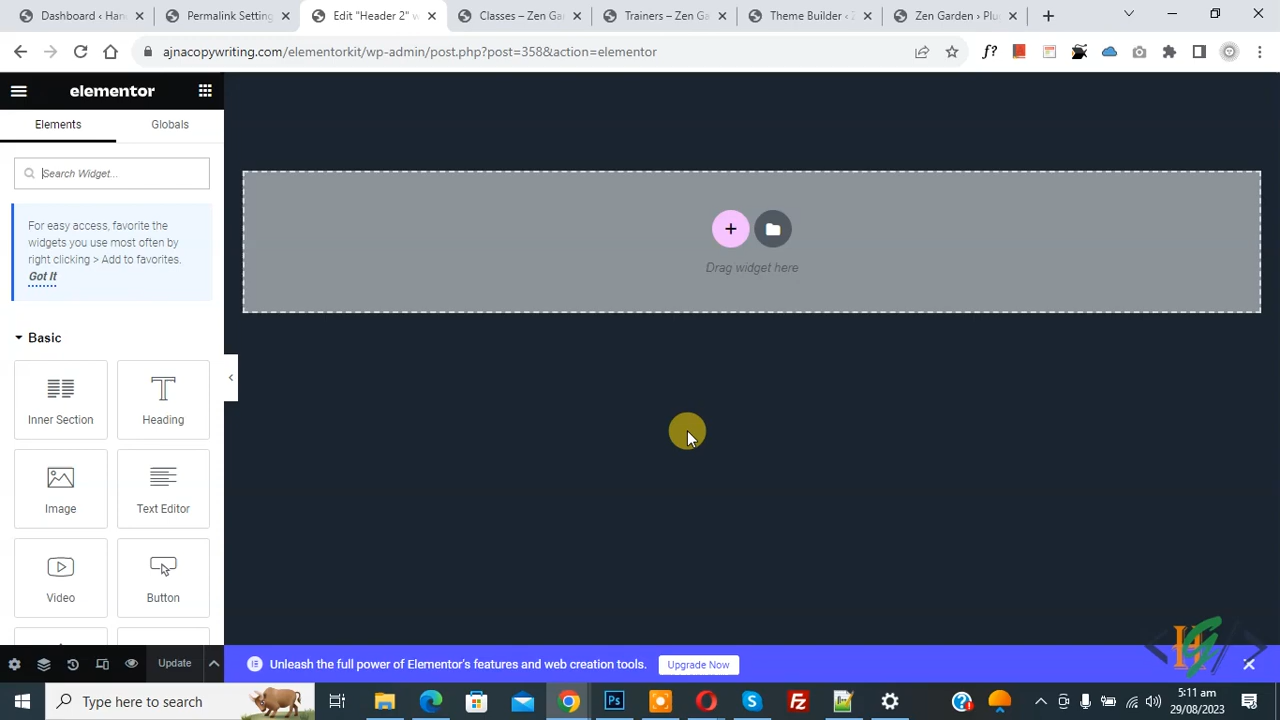 Dashboard ‹ Han
Permalink Setting
Edit "Header 2" w
Classes – Zen Ga
Trainers – Zen Ga
Theme Builder ‹ Z
Zen Garden › Plu
ajnacopywriting.com/elementorkit/wp-admin/post.php?post=358&action=elementor
f?
elementor
Elements
Globals
Search Widget...
For easy access, favorite the
widgets you use most often by
right clicking > Add to favorites.
Got It
Basic
Inner Section
Heading
Image
Text Editor
Video
Button
Drag widget here
Update
Unleash the full power of Elementor's features and web creation tools.
Upgrade Now
Type here to search
Ps
5:11 am
29/08/2023